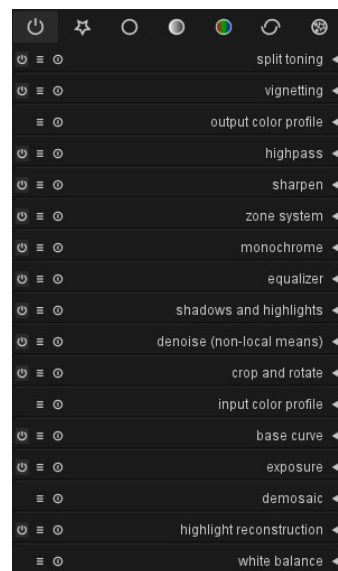 split toning
vignetting
output color profile
highpass
sharpen
zone system
monochrome
equalizer
shadows and highlights
denoise (non-local means)
crop and rotate
input color profile
base curve
exposure
demosaic
highlight reconstruction
white balance